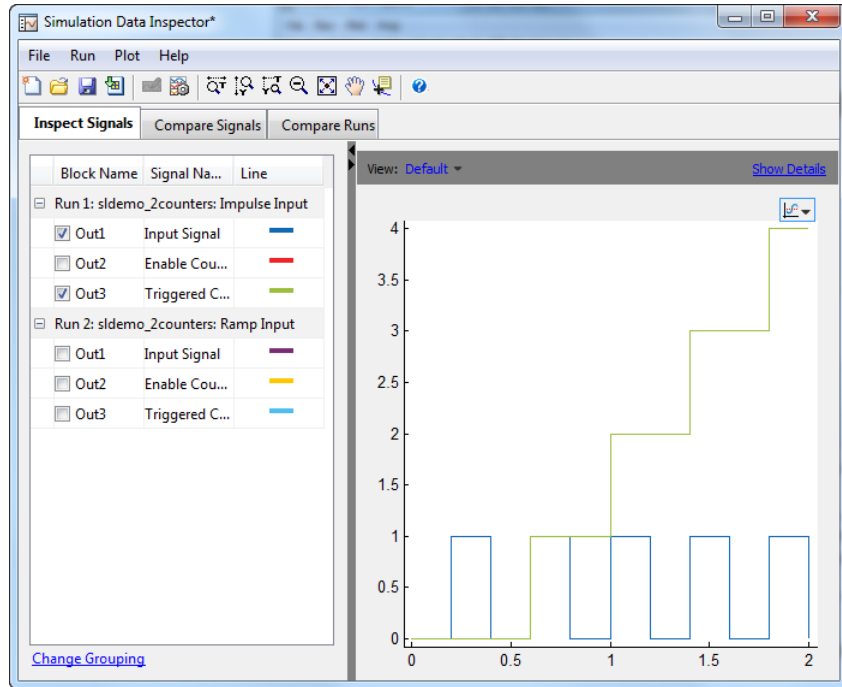 Simulation Data Inspector*
File Run Plot Help
Inspect Signals Compare Signals Compare Runs
Block Name Signal Na... Line
Run 1: sldemo_2counters: Impulse Input
Out1 Input Signal
Out2 Enable Cou...
Out3 Triggered C...
Run 2: sldemo_2counters: Ramp Input
Out1 Input Signal
Out2 Enable Cou...
Out3 Triggered C...
Change Grouping
View: Default Show Details
4
3.5
3
2.5
2
1.5
1
0.5
0
0 0.5 1 1.5 2